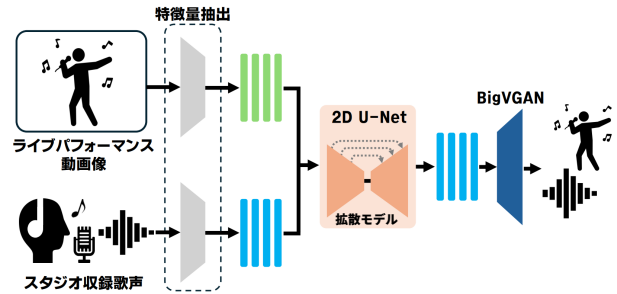 特徴量抽出
ライブパフォーマンス
動画像
スタジオ収録歌声
2D U-Net
拡散モデル
BigVGAN